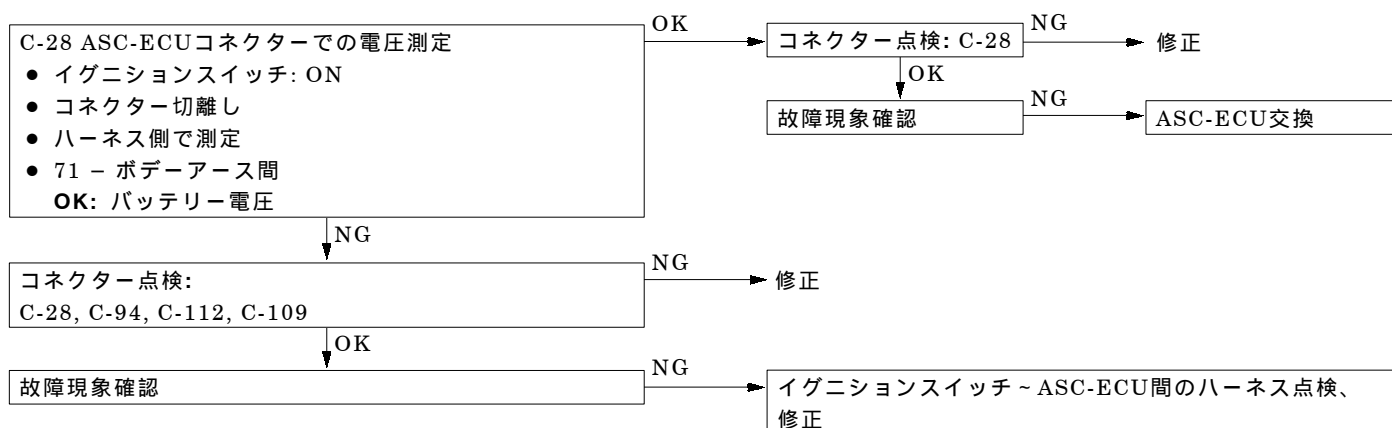 C-28 ASC-ECUコネクターでの電圧測定
● イグニションスイッチ: ON
● コネクター切離し
● ハーネス側で測定
● 71 – ボデーアース間
OK: バッテリー電圧
OK
コネクター点検: C-28
NG
修正
OK
故障現象確認
NG
ASC-ECU交換
NG
コネクター点検:
C-28, C-94, C-112, C-109
NG
修正
OK
故障現象確認
NG
イグニションスイッチ ~ ASC-ECU間のハーネス点検、
修正